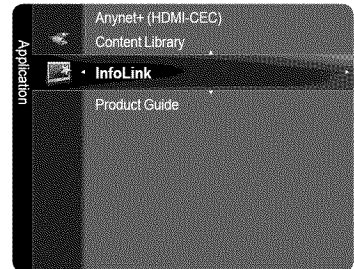 Application
Anynet+ (HDMI-CEC)
Content Library
InfoLink
Product Guide